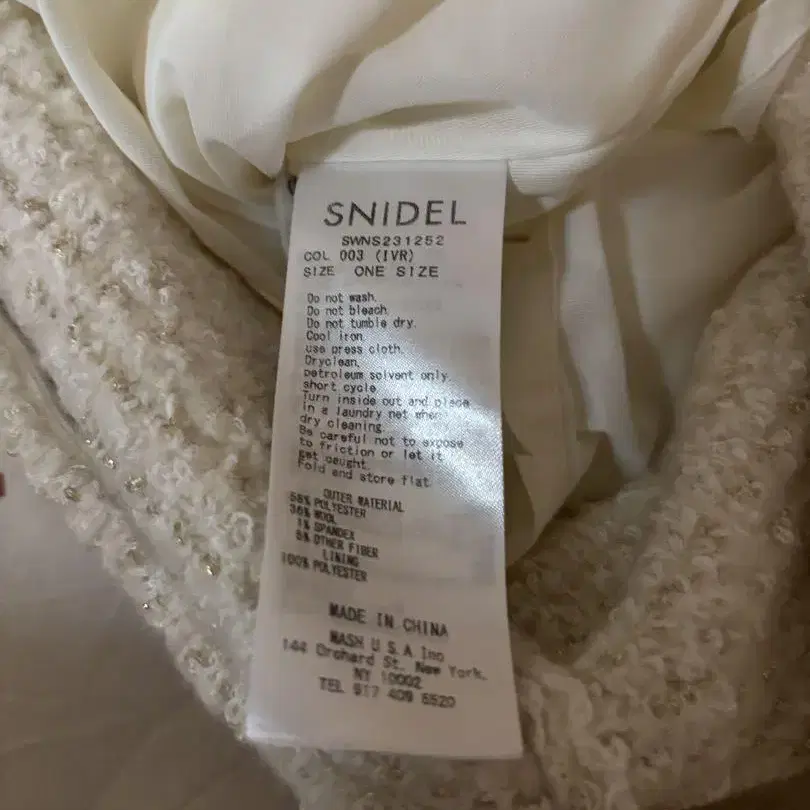 SNIDEL
SWNS231252
COL 003 (IVR)
SIZE ONE SIZE
Do not wash.
Do not bleach.
Do not tumble dry.
Cool iron.
use press cloth.
Dryclean,
petroleum solvent only
short cycle
Turn inside out and place
in a laundry net when
dry cleaning.
Be careful not to expose
to friction or let it
get caught.
Fold and store flat
OUTER MATERIAL
58% POLYESTER
36% WOOL
1% SPANDEX
5% OTHER FIBER
LINING
100% POLYESTER
MADE IN CHINA
MASH U S A Inc
144 Orchard St. New York.
NY 10002
TEL 917 409 5520